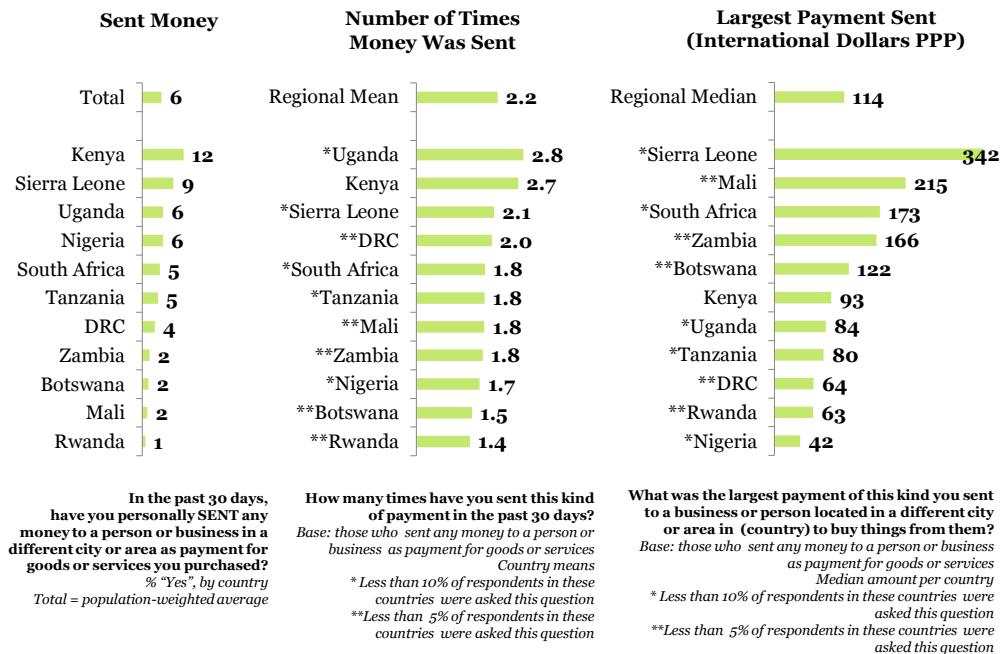 Sent Money
Total 6
Kenya 12
Sierra Leone 9
Uganda 6
Nigeria 6
South Africa 5
Tanzania 5
DRC 4
Zambia 2
Botswana 2
Mali 2
Rwanda 1
In the past 30 days,
have you personally SENT any
money to a person or business in a
different city or area as payment for
goods or services you purchased?
% “Yes”, by country
Total = population-weighted average
Number of Times
Money Was Sent
Regional Mean 2.2
*Uganda 2.8
Kenya 2.7
*Sierra Leone 2.1
**DRC 2.0
*South Africa 1.8
*Tanzania 1.8
**Mali 1.8
**Zambia 1.8
*Nigeria 1.7
**Botswana 1.5
**Rwanda 1.4
How many times have you sent this kind
of payment in the past 30 days?
Base: those who sent any money to a person or
business as payment for goods or services
Country means
* Less than 10% of respondents in these
countries were asked this question
**Less than 5% of respondents in these
countries were asked this question
Largest Payment Sent
(International Dollars PPP)
Regional Median 114
*Sierra Leone 342
**Mali 215
*South Africa 173
**Zambia 166
**Botswana 122
Kenya 93
*Uganda 84
*Tanzania 80
**DRC 64
**Rwanda 63
*Nigeria 42
What was the largest payment of this kind you sent
to a business or person located in a different city
or area in (country) to buy things from them?
Base: those who sent any money to a person or business
as payment for goods or services
Median amount per country
* Less than 10% of respondents in these countries were
asked this question
**Less than 5% of respondents in these countries were
asked this question